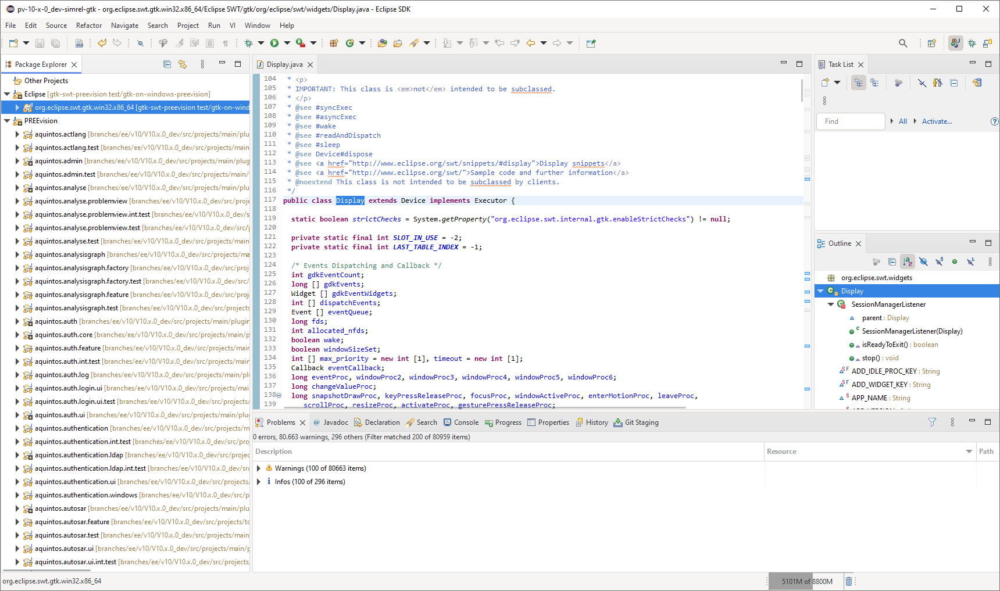 pv-10-x-0_dev-simrel-gtk - org.eclipse.swt.gtk.win32.x86_64/Eclipse SWT/gtk/org/eclipse/swt/widgets/Display.java - Eclipse SDK
File Edit Source Refactor Navigate Search Project Run VI Window Help
Package Explorer
Other Projects
Eclipse [gtk-swt-preevision test/gtk-on-windows-preevision]
org.eclipse.swt.gtk.win32.x86_64 [gtk-swt-preevision test/gtk-on-wind
PREEvision
aquintos.actlang [branches/ee/v10/V10.x.0_dev/src/projects/main/plu
aquintos.actlang.test [branches/ee/v10/V10.x.0_dev/src/projects/main
aquintos.admin [branches/ee/v10/V10.x.0_dev/src/projects/main/plug
aquintos.admin.test [branches/ee/v10/V10.x.0_dev/src/projects/main/
aquintos.analyse [branches/ee/v10/V10.x.0_dev/src/projects/main/plu
aquintos.analyse.problemview [branches/ee/v10/V10.x.0_dev/src/proje
aquintos.analyse.problemview.int.test [branches/ee/v10/V10.x.0_dev/s
aquintos.analyse.problemview.test [branches/ee/v10/V10.x.0_dev/src/
aquintos.analyse.test [branches/ee/v10/V10.x.0_dev/src/projects/main
aquintos.analysisgraph [branches/ee/v10/V10.x.0_dev/src/projects/ma
aquintos.analysisgraph.factory [branches/ee/v10/V10.x.0_dev/src/proj
aquintos.analysisgraph.factory.test [branches/ee/v10/V10.x.0_dev/src
aquintos.analysisgraph.feature [branches/ee/v10/V10.x.0_dev/src/proj
aquintos.analysisgraph.test [branches/ee/v10/V10.x.0_dev/src/projects
aquintos.auth [branches/ee/v10/V10.x.0_dev/src/projects/main/plugin
aquintos.auth.core [branches/ee/v10/V10.x.0_dev/src/projects/main/p
aquintos.auth.feature [branches/ee/v10/V10.x.0_dev/src/projects/main
aquintos.auth.int.test [branches/ee/v10/V10.x.0_dev/src/projects/main
aquintos.auth.log [branches/ee/v10/V10.x.0_dev/src/projects/main/plu
aquintos.auth.login.ui [branches/ee/v10/V10.x.0_dev/src/projects/mai
aquintos.auth.login.ui.test [branches/ee/v10/V10.x.0_dev/src/projects
aquintos.auth.ui [branches/ee/v10/V10.x.0_dev/src/projects/main/plug
aquintos.authentication [branches/ee/v10/V10.x.0_dev/src/projects/m
aquintos.authentication.int.test [branches/ee/v10/V10.x.0_dev/src/pro
aquintos.authentication.ldap [branches/ee/v10/V10.x.0_dev/src/projec
aquintos.authentication.ldap.int.test [branches/ee/v10/V10.x.0_dev/sr
aquintos.authentication.ui [branches/ee/v10/V10.x.0_dev/src/projects/
aquintos.authentication.windows [branches/ee/v10/V10.x.0_dev/src/p
aquintos.autosar [branches/ee/v10/V10.x.0_dev/src/projects/main/plu
aquintos.autosar.feature [branches/ee/v10/V10.x.0_dev/src/projects/to
aquintos.autosar.test [branches/ee/v10/V10.x.0_dev/src/projects/main
aquintos.autosar.ui [branches/ee/v10/V10.x.0_dev/src/projects/main/p
aquintos.autosar.ui.int.test [branches/ee/v10/V10.x.0_dev/src/projects/
Display.java
104 * <p>
105 * IMPORTANT: This class is <em>not</em> intended to be subclassed.
106 * </p>
107 * @see #syncExec
108 * @see #asyncExec
109 * @see #wake
110 * @see #readAndDispatch
111 * @see #sleep
112 * @see Device#dispose
113 * @see <a href="http://www.eclipse.org/swt/snippets/#display">Display snippets</a>
114 * @see <a href="http://www.eclipse.org/swt/">Sample code and further information</a>
115 * @noextend This class is not intended to be subclassed by clients.
116 */
117 public class Display extends Device implements Executor {
118
119 static boolean strictChecks = System.getProperty("org.eclipse.swt.internal.gtk.enableStrictChecks") != null;
120
121 private static final int SLOT_IN_USE = -2;
122 private static final int LAST_TABLE_INDEX = -1;
123
124 /* Events Dispatching and Callback */
125 int gdkEventCount;
126 long [] gdkEvents;
127 Widget [] gdkEventWidgets;
128 int [] dispatchEvents;
129 Event [] eventQueue;
130 long fds;
131 int allocated_nfds;
132 boolean wake;
133 boolean windowSizeSet;
134 int [] max_priority = new int [1], timeout = new int [1];
135 Callback eventCallback;
136 long eventProc, windowProc2, windowProc3, windowProc4, windowProc5, windowProc6;
137 long changeValueProc;
138 long snapshotDrawProc, keyPressReleaseProc, focusProc, windowActiveProc, enterMotionProc, leaveProc,
139 scrollProc, resizeProc, activateProc, gesturePressReleaseProc;
Task List
Find All Activate...
Outline
org.eclipse.swt.widgets
Display
SessionManagerListener
parent : Display
SessionManagerListener(Display)
isReadyToExit() : boolean
stop() : void
ADD_IDLE_PROC_KEY : String
ADD_WIDGET_KEY : String
APP_NAME : String
Problems Javadoc Declaration Search Console Progress Properties History Git Staging
0 errors, 80.663 warnings, 296 others (Filter matched 200 of 80959 items)
Description Resource Path
Warnings (100 of 80663 items)
Infos (100 of 296 items)
org.eclipse.swt.gtk.win32.x86_64
5101M of 8800M